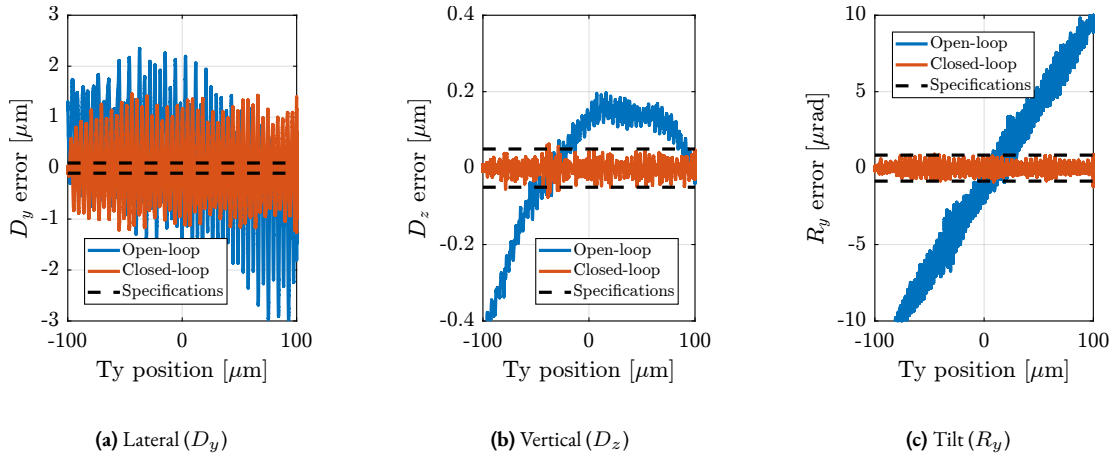 3
2
1
0
-1
-2
-3
-100
0
100
D_y error [μm]
Ty position [μm]
Open-loop
Closed-loop
Specifications
(a) Lateral (D_y)
0.4
0.2
0
-0.2
-0.4
-100
0
100
D_z error [μm]
Ty position [μm]
Open-loop
Closed-loop
Specifications
(b) Vertical (D_z)
10
5
0
-5
-10
-100
0
100
R_y error [μrad]
Ty position [μm]
Open-loop
Closed-loop
Specifications
(c) Tilt (R_y)